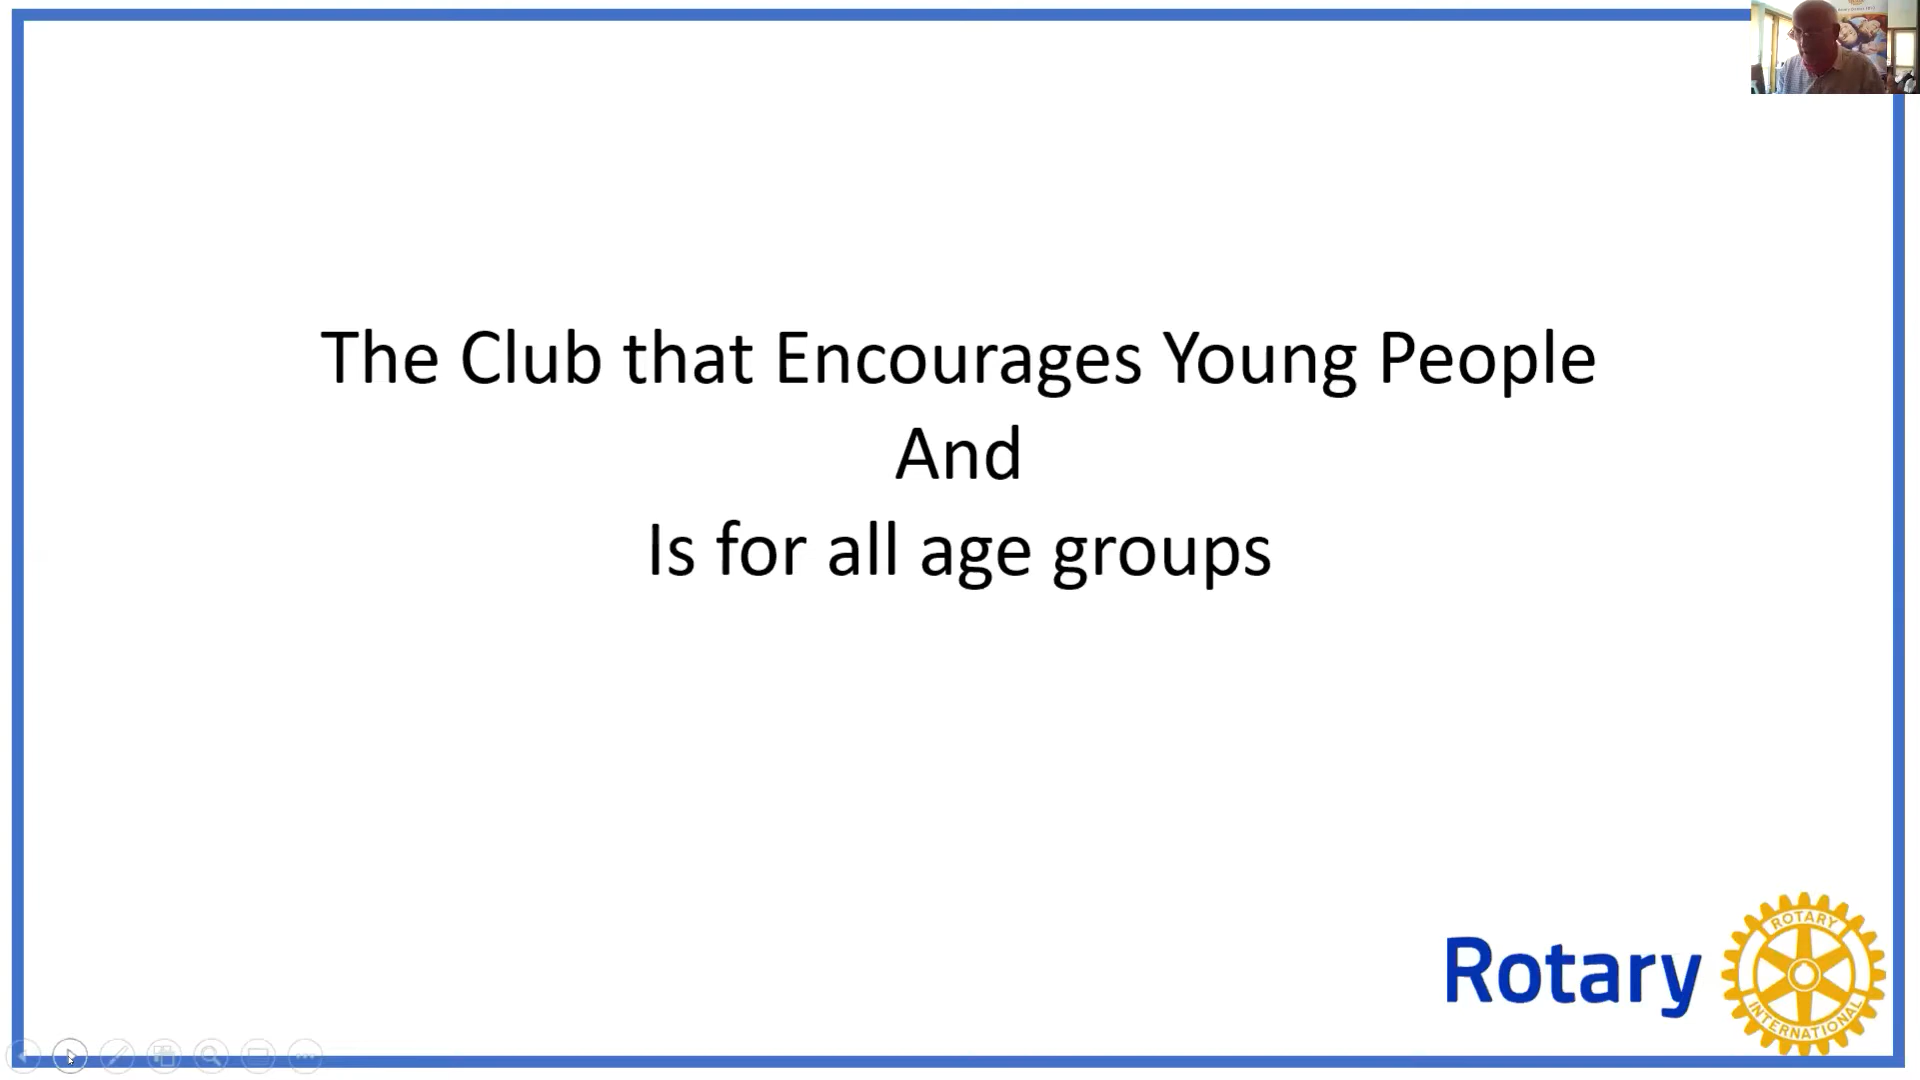 The Club that Encourages Young People
And
Is for all age groups
Rotary
ROTARY
INTERNATIONAL